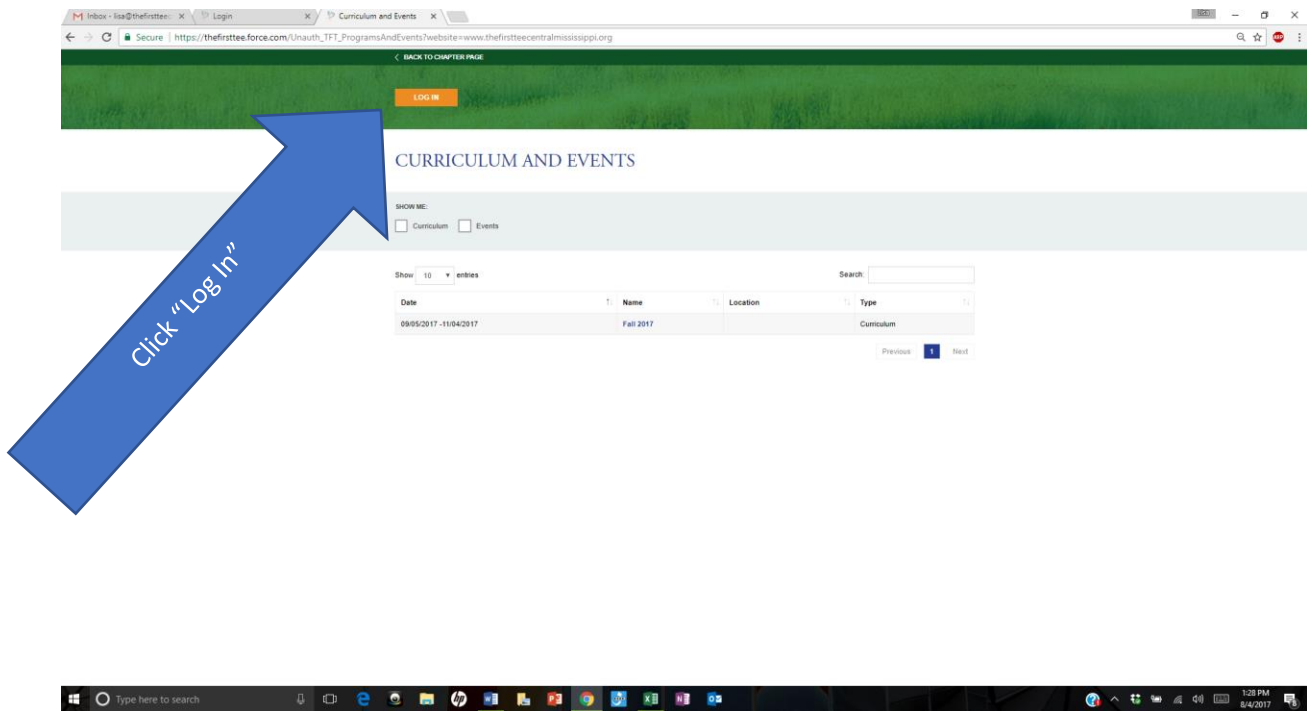 Inbox - lisa@thefirsttee:
Login
Curriculum and Events
Secure | https://thefirsttee.force.com/Unauth_TFT_ProgramsAndEvents?website=www.thefirstteecentralmississippi.org
BACK TO CHAPTER PAGE
LOG IN
CURRICULUM AND EVENTS
SHOW ME:
Curriculum Events
Click "Log In"
Show 10 entries Search:
Date Name Location Type
09/05/2017 -11/04/2017 Fall 2017 Curriculum
Previous 1 Next
Type here to search
1:28 PM
8/4/2017